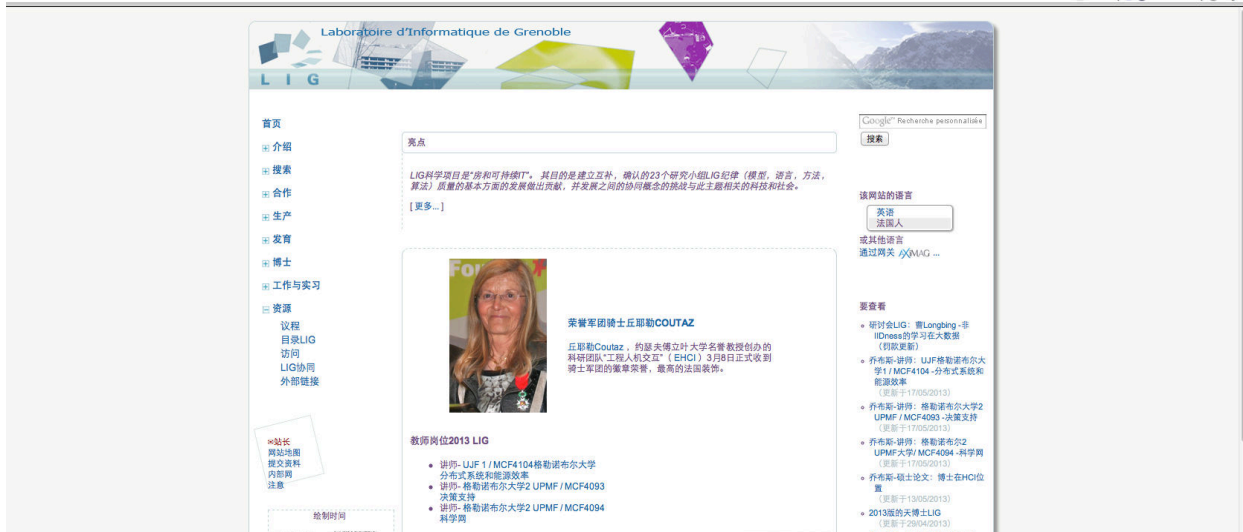 Laboratoire d'Informatique de Grenoble
L I G
首页
介绍
搜索
合作
生产
发育
博士
工作与实习
资源
议程
目录LIG
访问
LIG协同
外部链接
站长
网站地图
提交资料
内部网
注意
绘制时间
亮点
LIG科学项目是“房和可持续IT”。 其目的是建立互补，确认的23个研究小组LIG纪律（模型，语言，方法，
算法）质量的基本方面的发展做出贡献，并发展之间的协同概念的挑战与此主题相关的科技和社会。
[ 更多... ]
荣誉军团骑士丘耶勒COUTAZ
丘耶勒Coutaz ，约瑟夫傅立叶大学名誉教授创办的
科研团队“工程人机交互”（ EHCI ）3月8日正式收到
骑士军团的徽章荣誉，最高的法国装饰。
教师岗位2013 LIG
讲师- UJF 1 / MCF4104格勒诺布尔大学
分布式系统和能源效率
讲师- 格勒诺布尔大学2 UPMF / MCF4093
决策支持
讲师- 格勒诺布尔大学2 UPMF / MCF4094
科学网
Google™ Recherche personnalisée
搜索
该网站的语言
英语
法国人
或其他语言
通过网关 AXiMAG ...
要查看
研讨会LIG：曹Longbing -非
IIDness的学习在大数据
（罚款更新）
乔布斯-讲师：UJF格勒诺布尔大
学1 / MCF4104 -分布式系统和
能源效率
（更新于17/05/2013）
乔布斯-讲师：格勒诺布尔大学2
UPMF / MCF4093 -决策支持
（更新于17/05/2013）
乔布斯-讲师：格勒诺布尔2
UPMF大学/ MCF4094 -科学网
（更新于17/05/2013）
乔布斯-硕士论文：博士在HCI位
置
（更新于13/05/2013）
2013版的天博士LIG
（更新于29/04/2013）